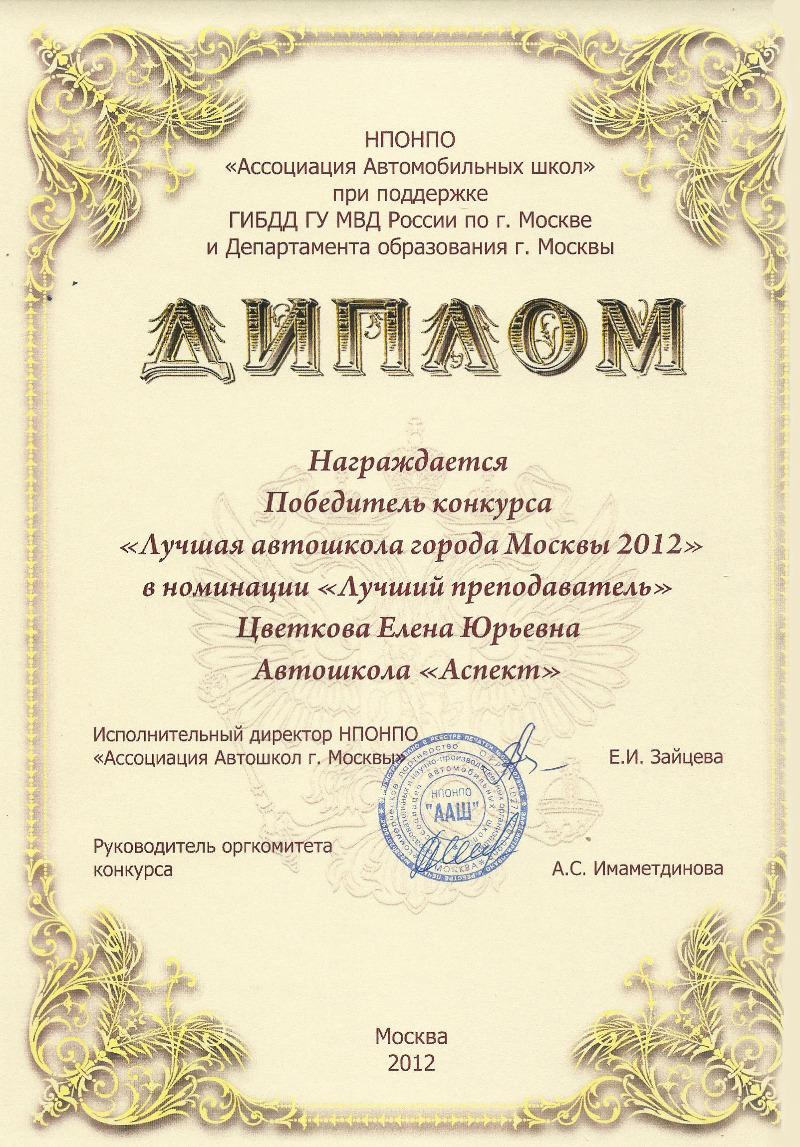 НПОНПО
«Ассоциация Автомобильных школ»
при поддержке
ГИБДД ГУ МВД России по г. Москве
и Департамента образования г. Москвы
ДИПЛОМ
Награждается
Победитель конкурса
«Лучшая автошкола города Москвы 2012»
в номинации «Лучший преподаватель»
Цветкова Елена Юрьевна
Автошкола «Аспект»
Исполнительный директор НПОНПО
«Ассоциация Автошкол г. Москвы»
Е.И. Зайцева
НПОНПО
"ААШ"
МОСКВА
Руководитель оргкомитета
конкурса
А.С. Имаметдинова
Москва
2012